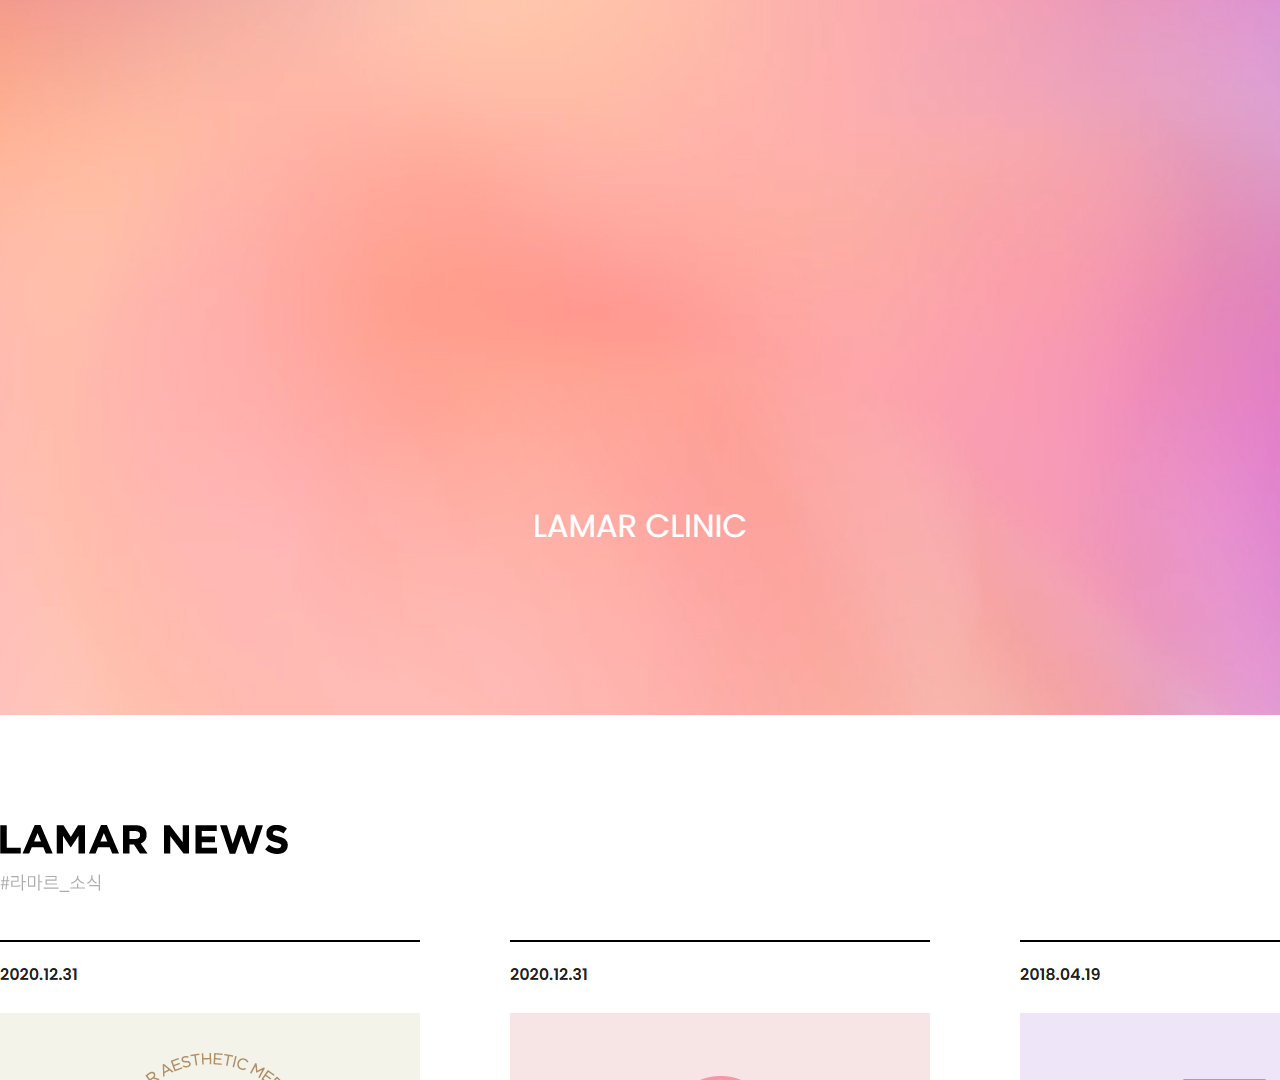 LAMAR CLINIC
LAMAR NEWS
#라마르_소식
2020.12.31
2020.12.31
2018.04.19
AESTHETIC